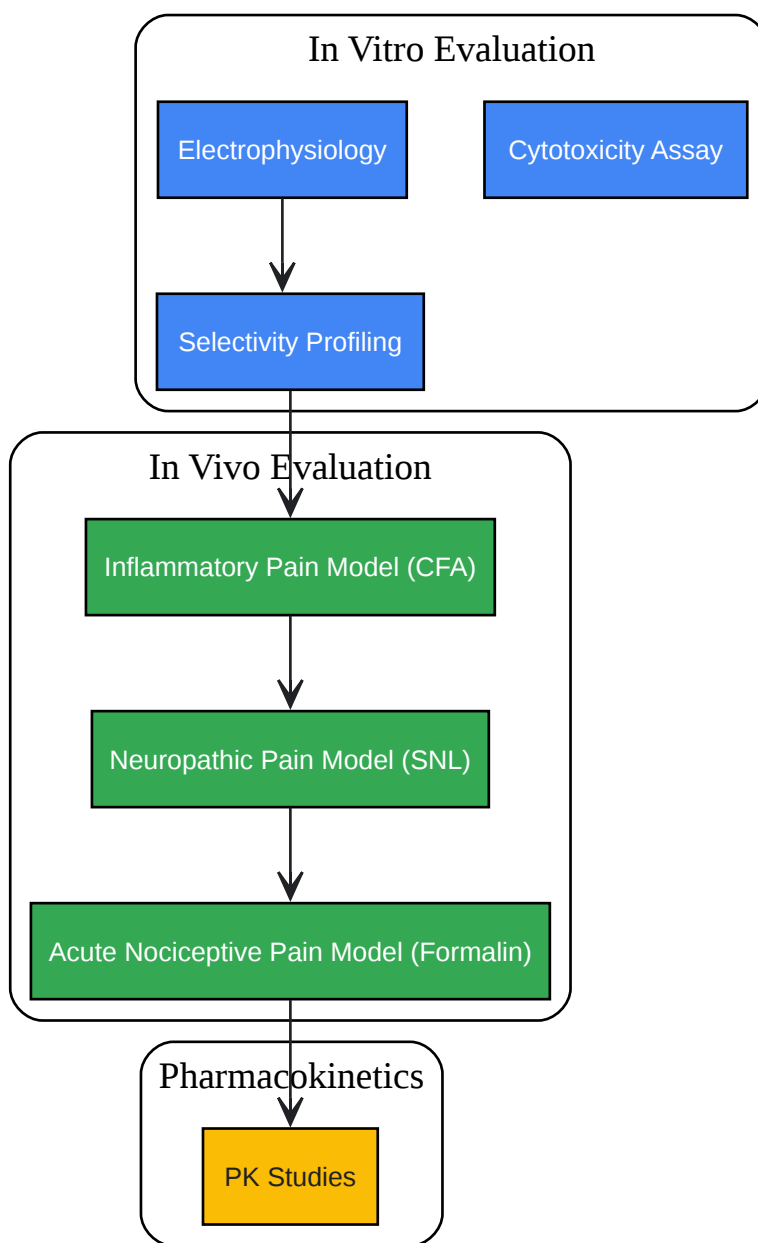 In Vitro Evaluation
Electrophysiology
Cytotoxicity Assay
Selectivity Profiling
In Vivo Evaluation
Inflammatory Pain Model (CFA)
Neuropathic Pain Model (SNL)
Acute Nociceptive Pain Model (Formalin)
Pharmacokinetics
PK Studies